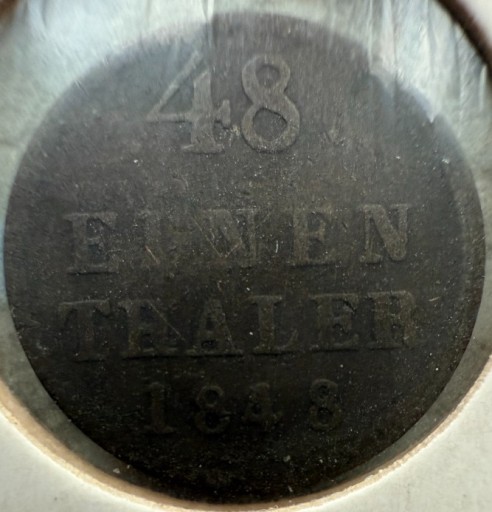 48
EINEN
THALER
1848